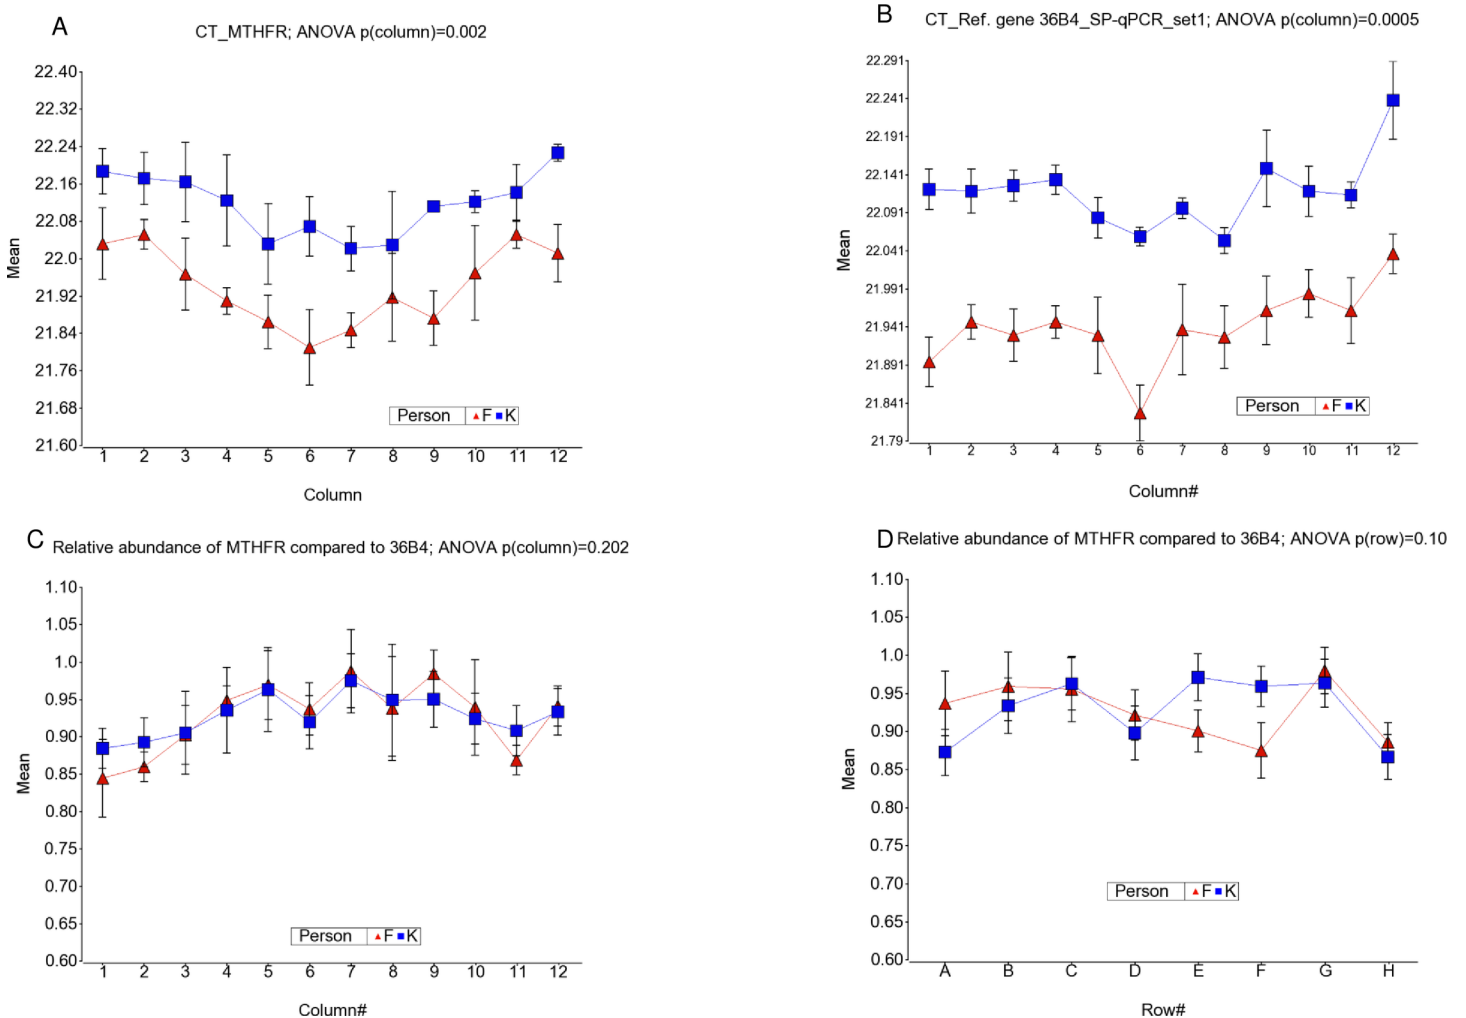 A
CT_MTHFR; ANOVA p(column)=0.002
22.40
22.32
22.24
22.16
22.08
22.0
21.92
21.84
21.76
21.68
21.60
Mean
Person F K
1 2 3 4 5 6 7 8 9 10 11 12
Column
B
CT_Ref. gene 36B4_SP-qPCR_set1; ANOVA p(column)=0.0005
22.291
22.241
22.191
22.141
22.091
22.041
21.991
21.941
21.891
21.841
21.79
Mean
Person F K
1 2 3 4 5 6 7 8 9 10 11 12
Column#
C
Relative abundance of MTHFR compared to 36B4; ANOVA p(column)=0.202
1.10
1.05
1.0
0.95
0.90
0.85
0.80
0.75
0.70
0.65
0.60
Mean
Person F K
1 2 3 4 5 6 7 8 9 10 11 12
Column#
D
Relative abundance of MTHFR compared to 36B4; ANOVA p(row)=0.10
1.10
1.05
1.0
0.95
0.90
0.85
0.80
0.75
0.70
0.65
0.60
Mean
Person F K
A B C D E F G H
Row#